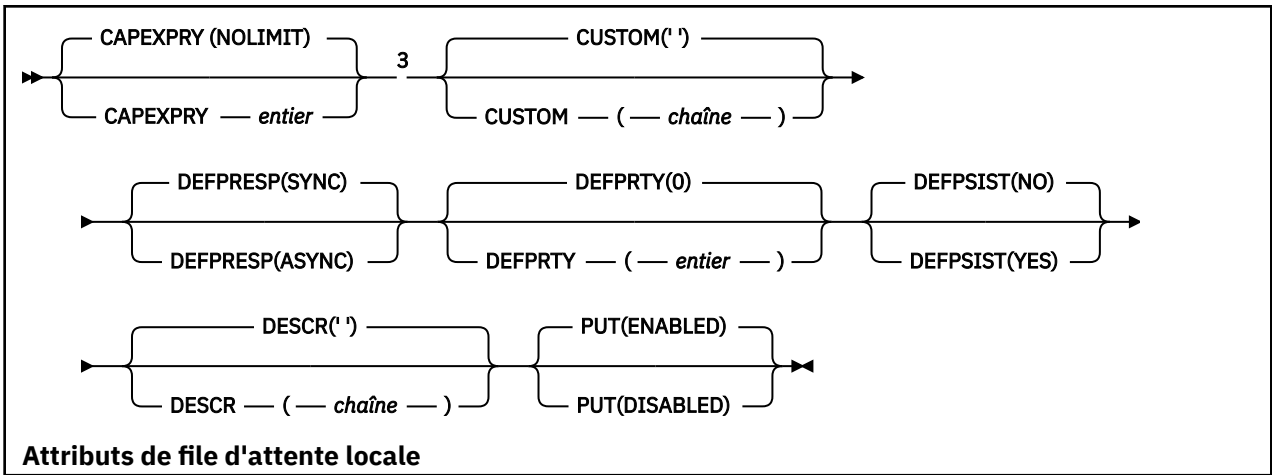 CAPEXPRY (NOLIMIT)
CAPEXPRY entier
3
CUSTOM(' ')
CUSTOM ( chaîne )
DEFPRESP(SYNC)
DEFPRESP(ASYNC)
DEFPRTY(0)
DEFPRTY ( entier )
DEFPSIST(NO)
DEFPSIST(YES)
DESCR(' ')
DESCR ( chaîne )
PUT(ENABLED)
PUT(DISABLED)
Attributs de file d'attente locale